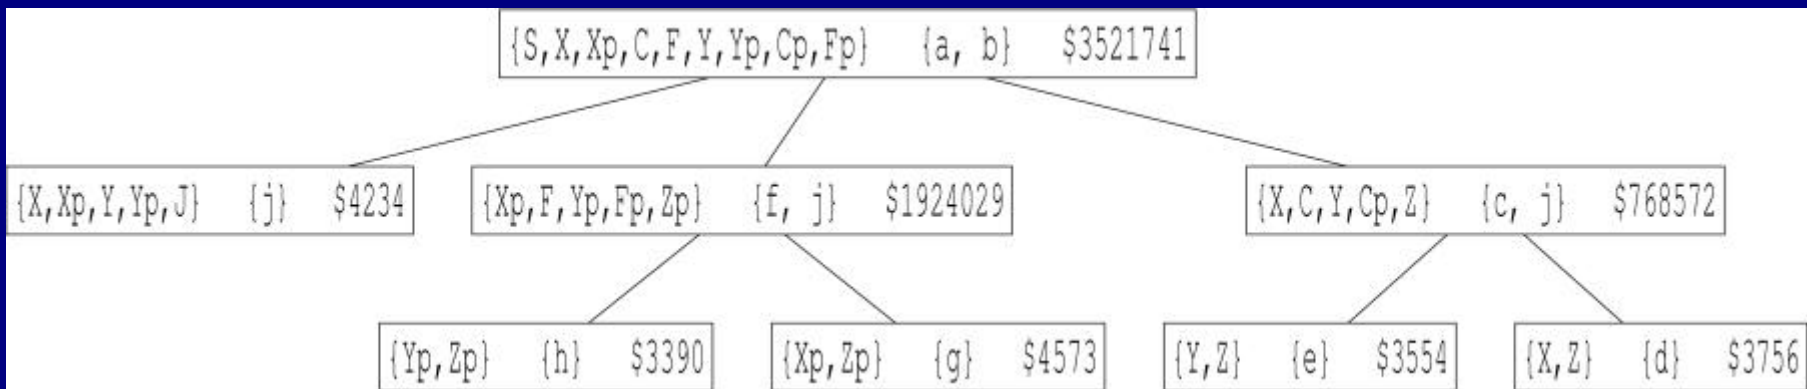 {S,X,Xp,C,F,Y,Yp,Cp,Fp} {a, b} $3521741
{X,Xp,Y,Yp,J} {j} $4234
{Xp,F,Yp,Fp,Zp} {f, j} $1924029
{X,C,Y,Cp,Z} {c, j} $768572
{Yp,Zp} {h} $3390
{Xp,Zp} {g} $4573
{Y,Z} {e} $3554
{X,Z} {d} $3756